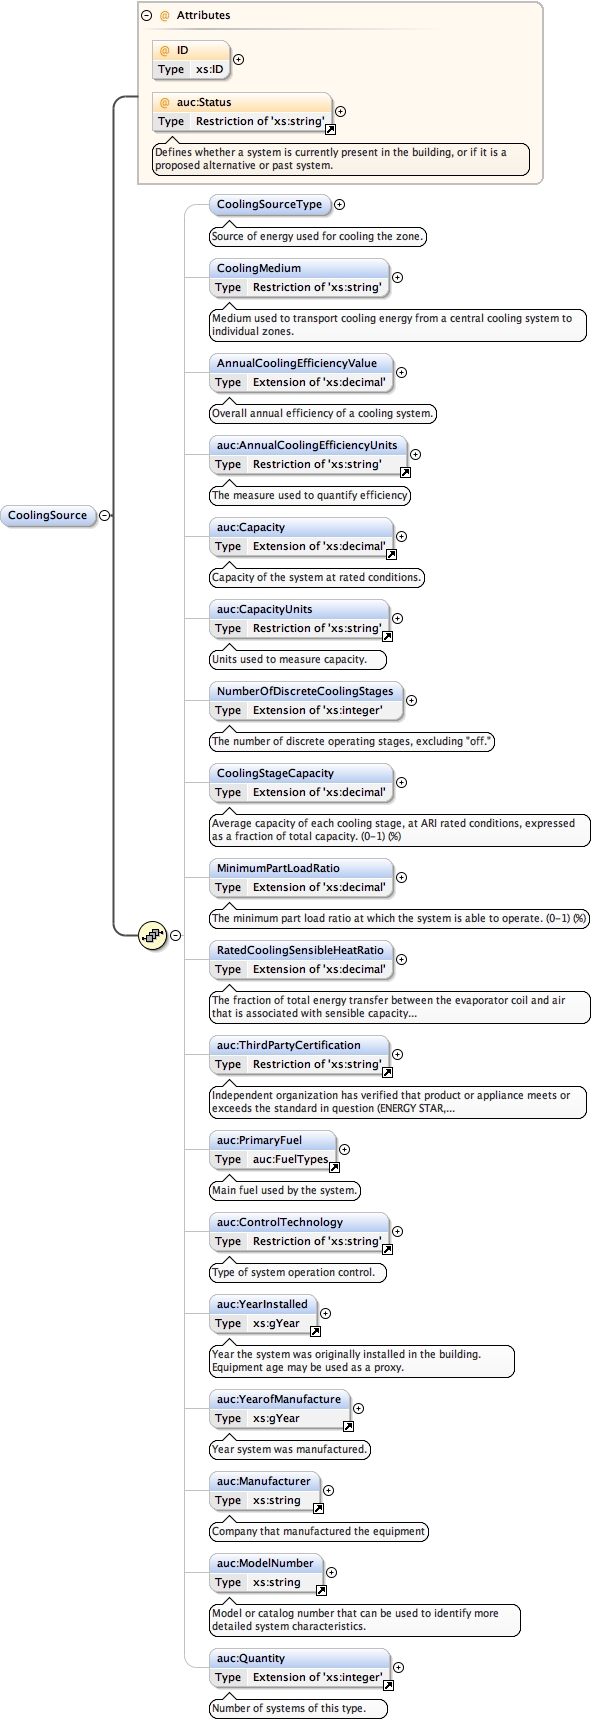 Attributes
@ ID
Type xs:ID
@ auc:Status
Type Restriction of 'xs:string'
Defines whether a system is currently present in the building, or if it is a
proposed alternative or past system.
CoolingSourceType
Source of energy used for cooling the zone.
CoolingMedium
Type Restriction of 'xs:string'
Medium used to transport cooling energy from a central cooling system to
individual zones.
AnnualCoolingEfficiencyValue
Type Extension of 'xs:decimal'
Overall annual efficiency of a cooling system.
auc:AnnualCoolingEfficiencyUnits
Type Restriction of 'xs:string'
The measure used to quantify efficiency
CoolingSource
auc:Capacity
Type Extension of 'xs:decimal'
Capacity of the system at rated conditions.
auc:CapacityUnits
Type Restriction of 'xs:string'
Units used to measure capacity.
NumberOfDiscreteCoolingStages
Type Extension of 'xs:integer'
The number of discrete operating stages, excluding "off."
CoolingStageCapacity
Type Extension of 'xs:decimal'
Average capacity of each cooling stage, at ARI rated conditions, expressed
as a fraction of total capacity. (0-1) (%)
MinimumPartLoadRatio
Type Extension of 'xs:decimal'
The minimum part load ratio at which the system is able to operate. (0-1) (%)
RatedCoolingSensibleHeatRatio
Type Extension of 'xs:decimal'
The fraction of total energy transfer between the evaporator coil and air
that is associated with sensible capacity...
auc:ThirdPartyCertification
Type Restriction of 'xs:string'
Independent organization has verified that product or appliance meets or
exceeds the standard in question (ENERGY STAR,...
auc:PrimaryFuel
Type auc:FuelTypes
Main fuel used by the system.
auc:ControlTechnology
Type Restriction of 'xs:string'
Type of system operation control.
auc:YearInstalled
Type xs:gYear
Year the system was originally installed in the building.
Equipment age may be used as a proxy.
auc:YearofManufacture
Type xs:gYear
Year system was manufactured.
auc:Manufacturer
Type xs:string
Company that manufactured the equipment
auc:ModelNumber
Type xs:string
Model or catalog number that can be used to identify more
detailed system characteristics.
auc:Quantity
Type Extension of 'xs:integer'
Number of systems of this type.